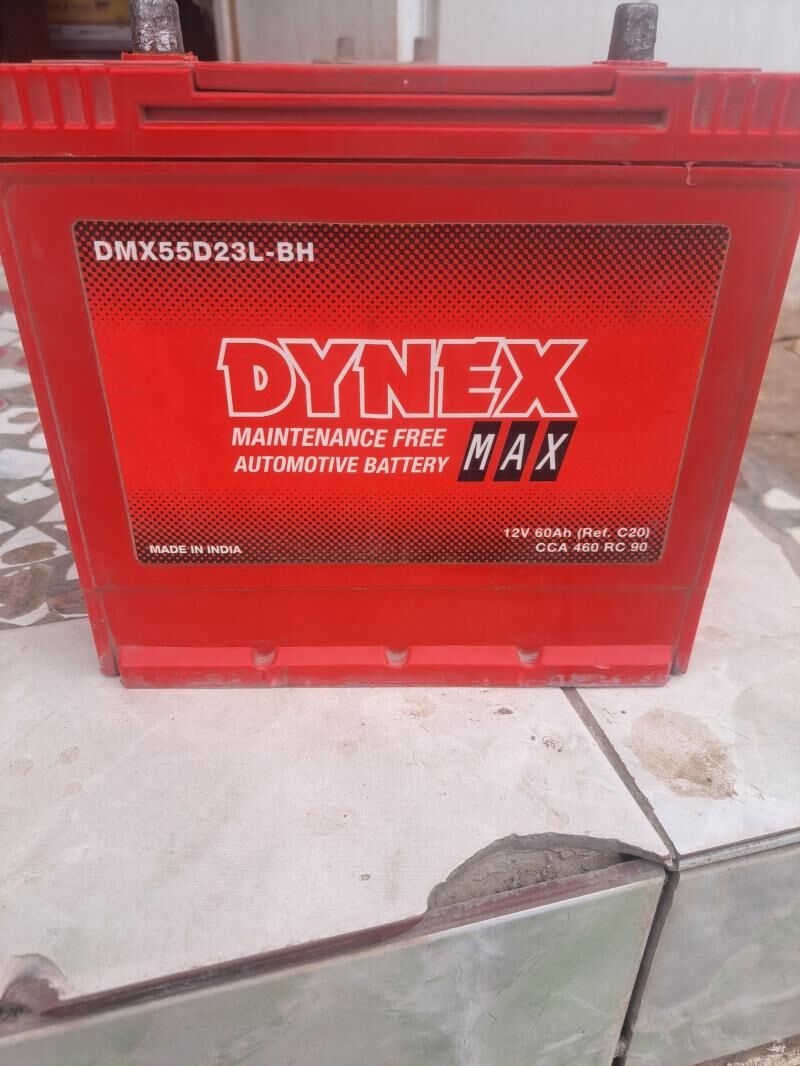 DMX55D23L-BH
DYNEX
MAINTENANCE FREE
AUTOMOTIVE BATTERY MAX
12V 60Ah (Ref. C20)
MADE IN INDIA CCA 460 RC 90